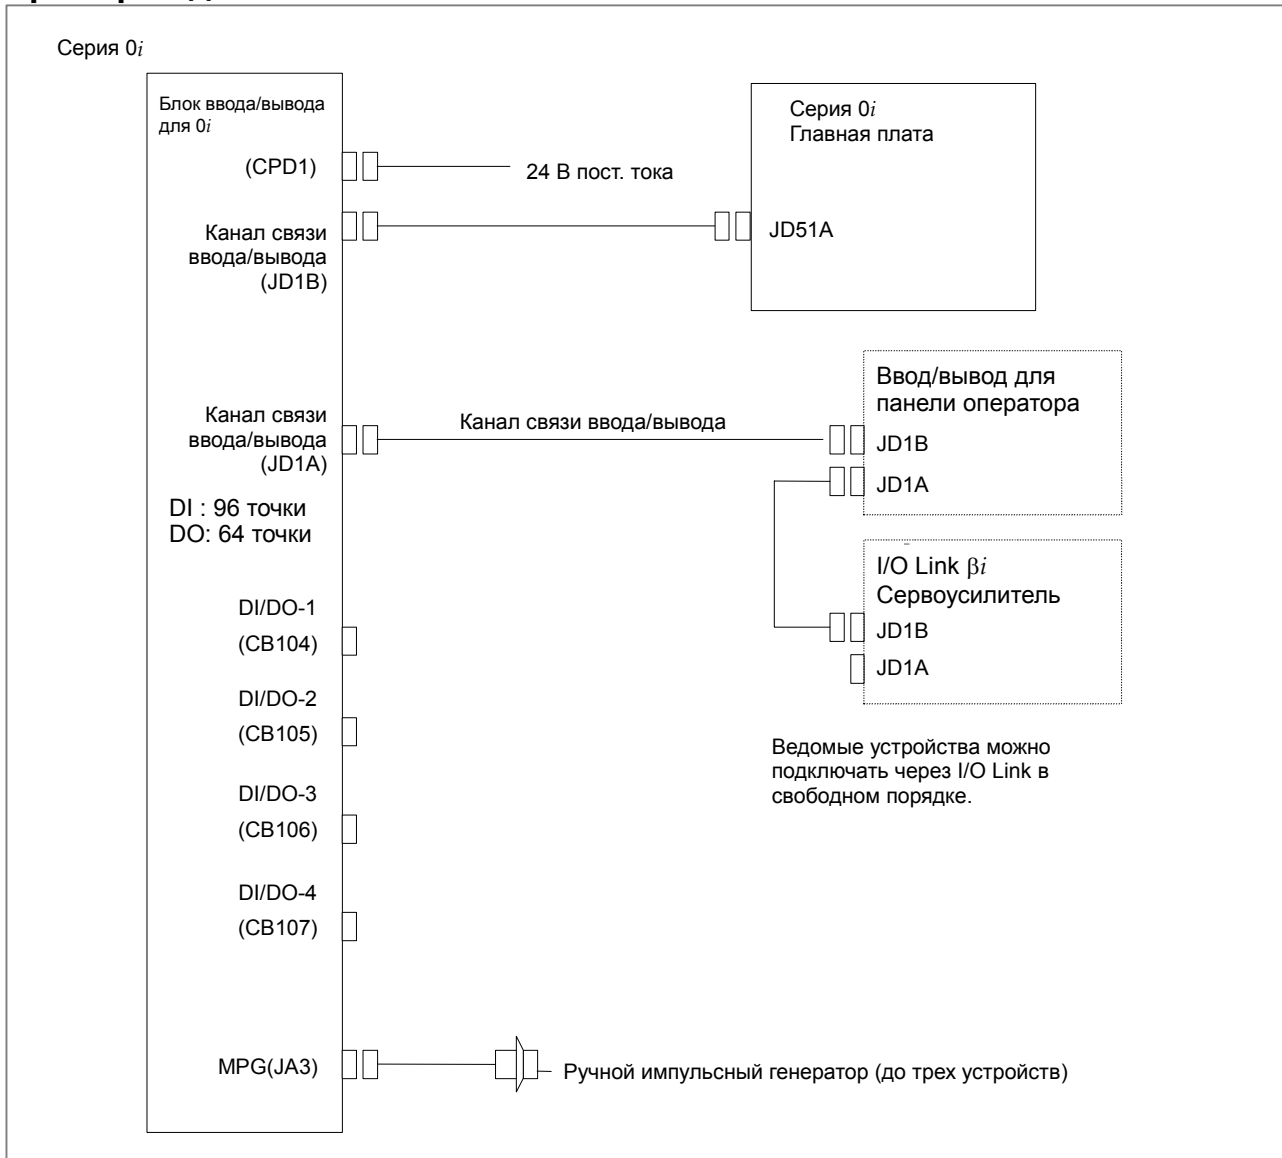 Серия 0i
Блок ввода/вывода
для 0i
(CPD1)
24 В пост. тока
Серия 0i
Главная плата
Канал связи
ввода/вывода
(JD1B)
JD51A
Канал связи
ввода/вывода
(JD1A)
Канал связи ввода/вывода
Ввод/вывод для
панели оператора
JD1B
JD1A
DI : 96 точки
DO: 64 точки
I/O Link βi
Сервоусилитель
JD1B
JD1A
DI/DO-1
(CB104)
DI/DO-2
(CB105)
Ведомые устройства можно
подключать через I/O Link в
свободном порядке.
DI/DO-3
(CB106)
DI/DO-4
(CB107)
MPG(JA3)
Ручной импульсный генератор (до трех устройств)